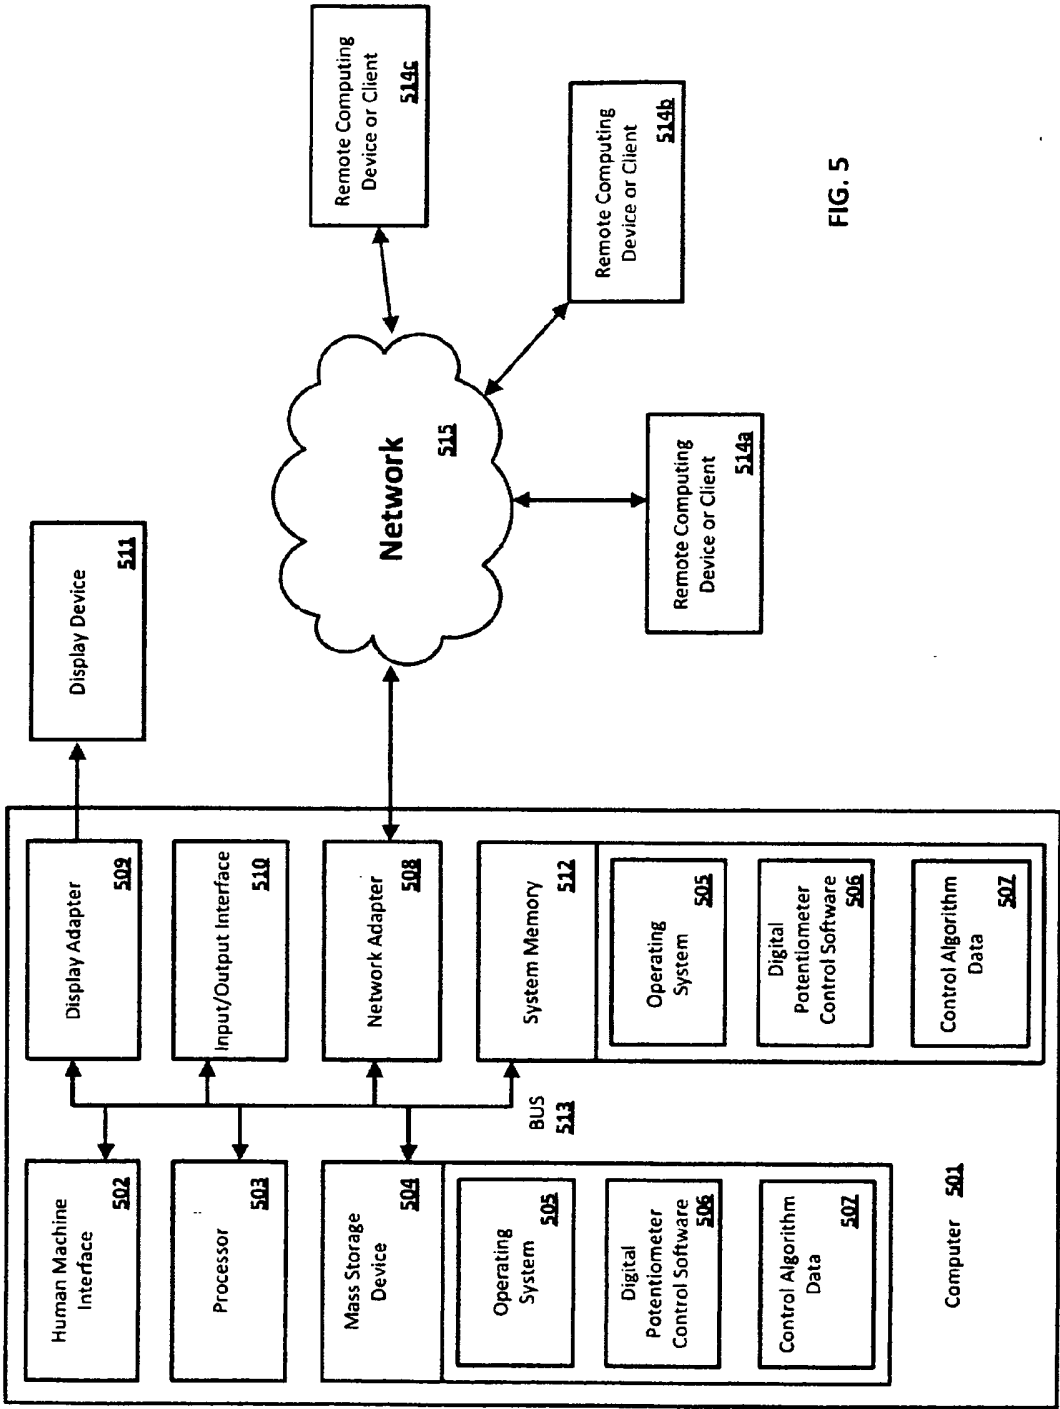 Human Machine
Interface
502
Processor
503
Mass Storage
Device
504
Operating
System
505
Digital
Potentiometer
Control Software
506
Control Algorithm
Data
507
Computer 501
BUS
513
Display Adapter
509
Input/Output Interface
510
Network Adapter
508
System Memory
512
Operating
System
505
Digital
Potentiometer
Control Software
506
Control Algorithm
Data
507
Display Device
511
Network
515
Remote Computing
Device or Client
514a
Remote Computing
Device or Client
514b
Remote Computing
Device or Client
514c
FIG. 5